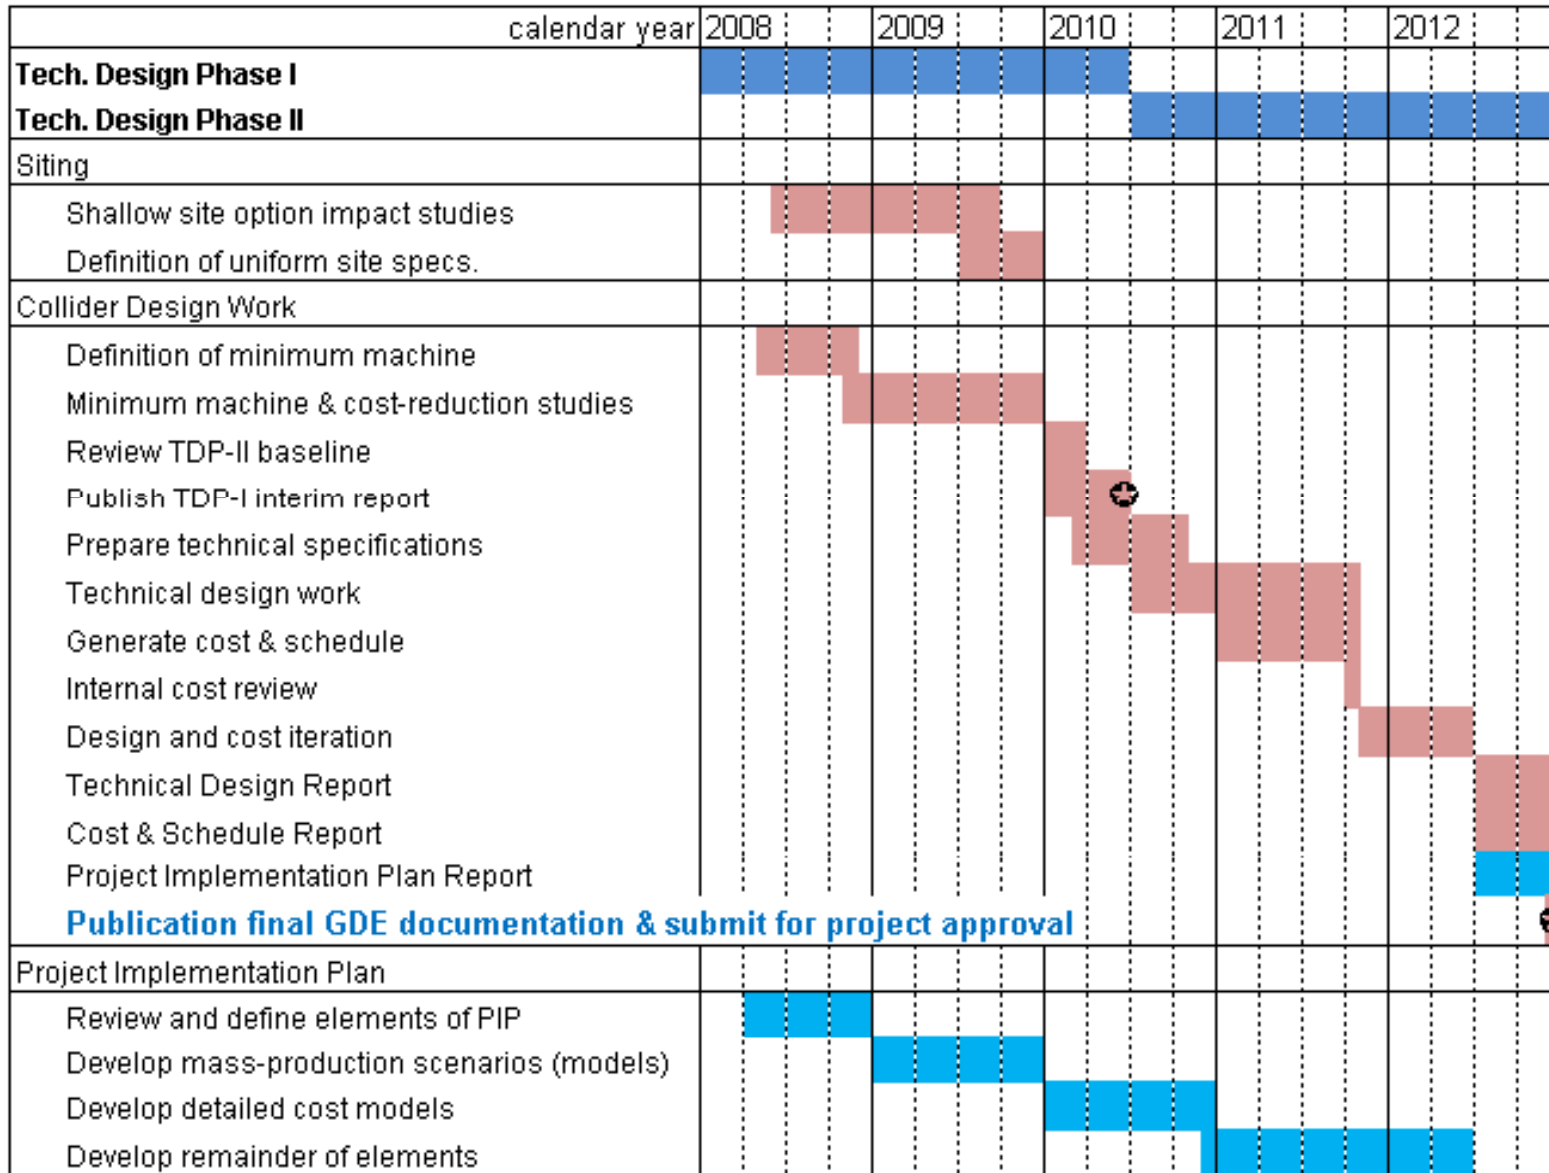 calendar year 2008 2009 2010 2011 2012
Tech. Design Phase I
Tech. Design Phase II
Siting
Shallow site option impact studies
Definition of uniform site specs.
Collider Design Work
Definition of minimum machine
Minimum machine & cost-reduction studies
Review TDP-II baseline
Publish TDP-I interim report
Prepare technical specifications
Technical design work
Generate cost & schedule
Internal cost review
Design and cost iteration
Technical Design Report
Cost & Schedule Report
Project Implementation Plan Report
Publication final GDE documentation & submit for project approval
Project Implementation Plan
Review and define elements of PIP
Develop mass-production scenarios (models)
Develop detailed cost models
Develop remainder of elements